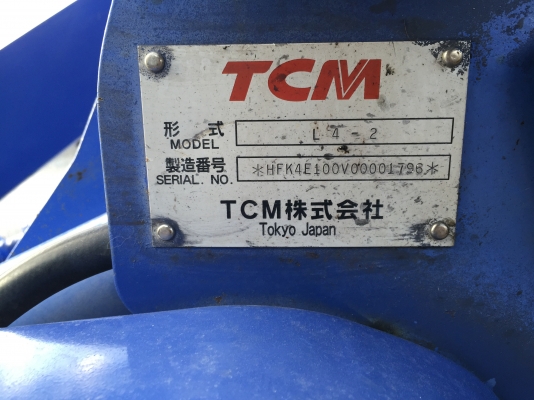 TCM
形 式
MODEL
L4-2
製造番号
SERIAL. NO.
*HFK4E100V00001796*
TCM株式会社
Tokyo Japan